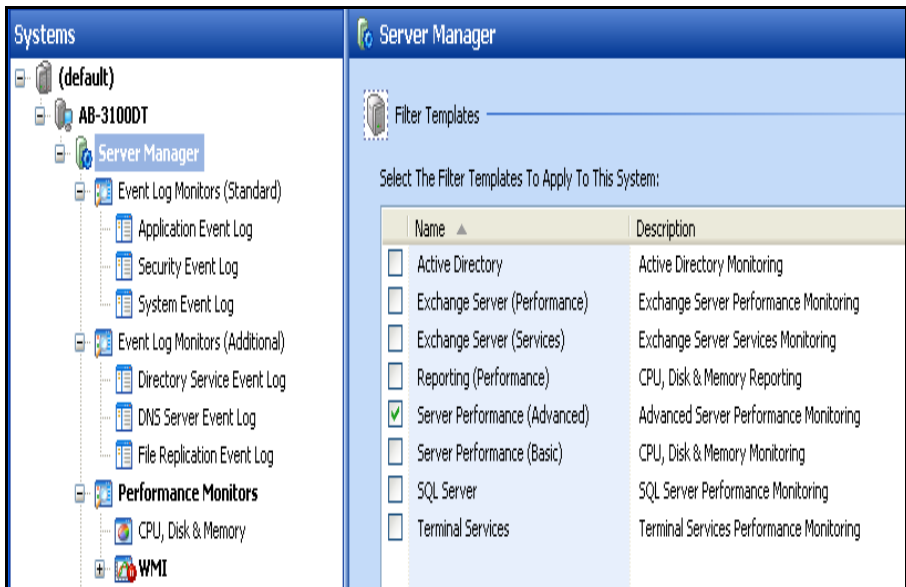 Systems
(default)
AB-3100DT
Server Manager
Event Log Monitors (Standard)
Application Event Log
Security Event Log
System Event Log
Event Log Monitors (Additional)
Directory Service Event Log
DNS Server Event Log
File Replication Event Log
Performance Monitors
CPU, Disk & Memory
WMI
Server Manager
Filter Templates
Select The Filter Templates To Apply To This System:
Name Description
Active Directory Active Directory Monitoring
Exchange Server (Performance) Exchange Server Performance Monitoring
Exchange Server (Services) Exchange Server Services Monitoring
Reporting (Performance) CPU, Disk & Memory Reporting
Server Performance (Advanced) Advanced Server Performance Monitoring
Server Performance (Basic) CPU, Disk & Memory Monitoring
SQL Server SQL Server Performance Monitoring
Terminal Services Terminal Services Performance Monitoring